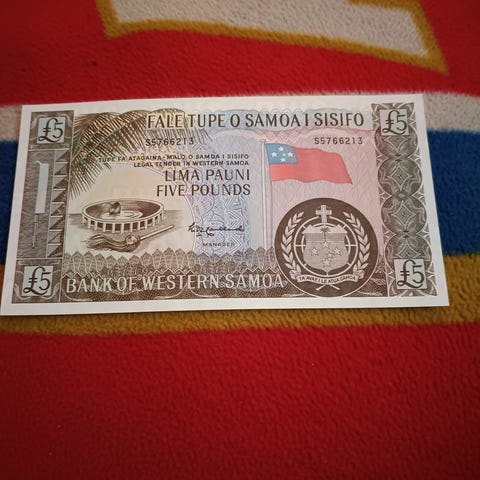 FALE TUPE O SAMOA I SISIFO
£5
£5
S5766213
S5766213
TUPE FA'ATAGAINA - MALO O SAMOA I SISIFO
LEGAL TENDER IN WESTERN SAMOA
LIMA PAUNI
FIVE POUNDS
MANAGER
FA'AVAE I LE ATUA SAMOA
£5
£5
BANK OF WESTERN SAMOA